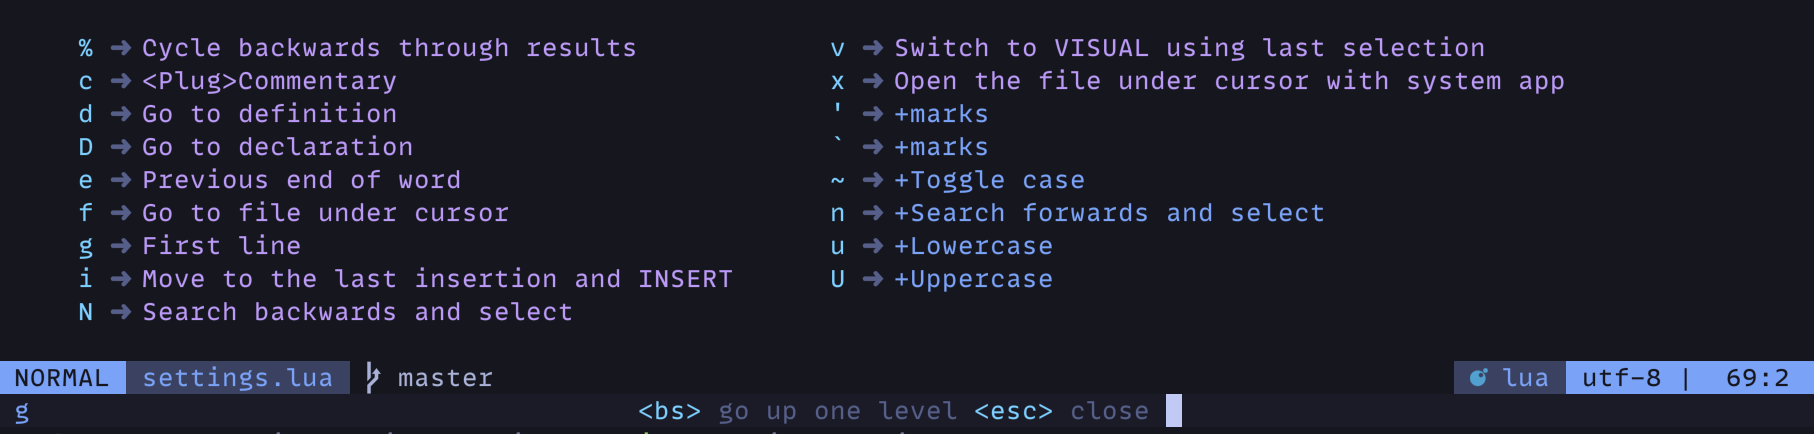 % ➜ Cycle backwards through results
c ➜ <Plug>Commentary
d ➜ Go to definition
D ➜ Go to declaration
e ➜ Previous end of word
f ➜ Go to file under cursor
g ➜ First line
i ➜ Move to the last insertion and INSERT
N ➜ Search backwards and select
v ➜ Switch to VISUAL using last selection
x ➜ Open the file under cursor with system app
' ➜ +marks
` ➜ +marks
~ ➜ +Toggle case
n ➜ +Search forwards and select
u ➜ +Lowercase
U ➜ +Uppercase
NORMAL settings.lua master lua utf-8 | 69:2
g <bs> go up one level <esc> close